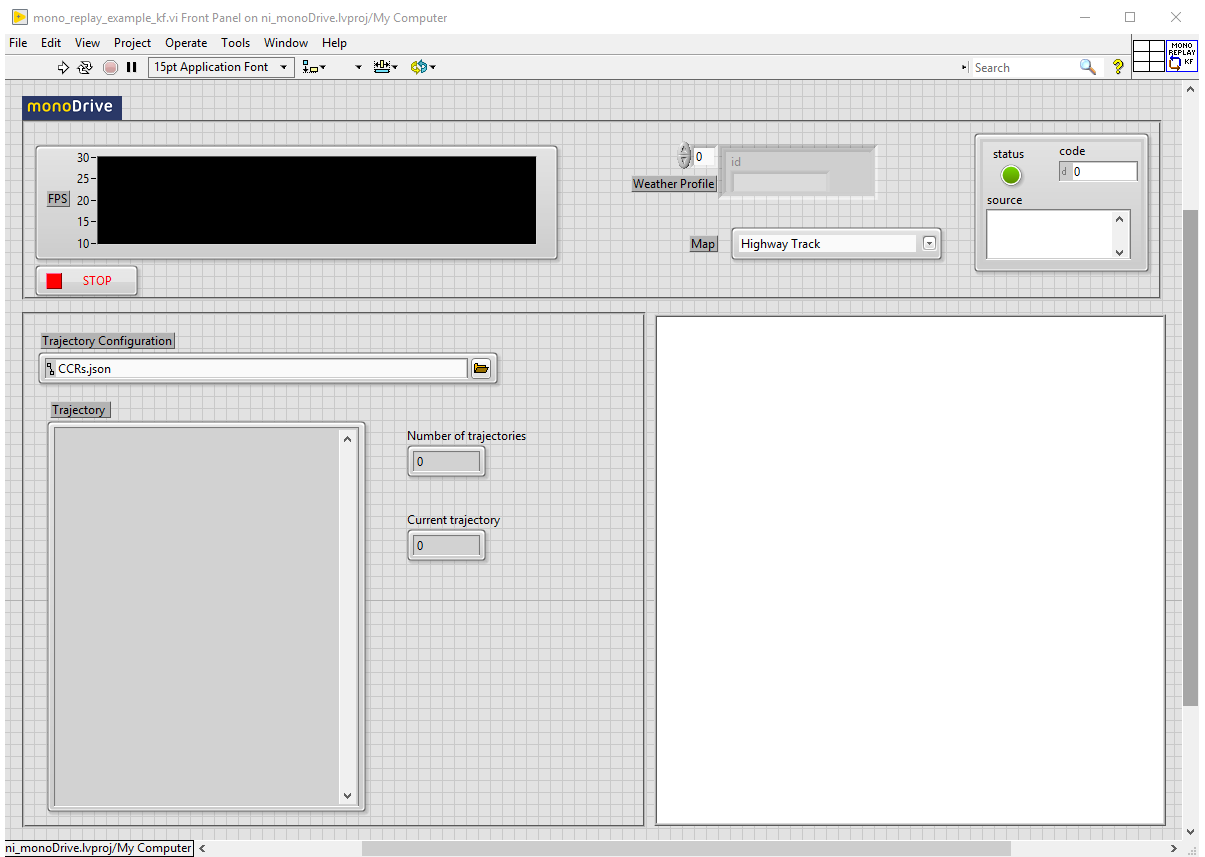 mono_replay_example_kf.vi Front Panel on ni_monoDrive.lvproj/My Computer
File Edit View Project Operate Tools Window Help
15pt Application Font
Search
?
MONO
REPLAY
KF
monoDrive
FPS
30
25
20
15
10
STOP
0
id
Weather Profile
Map
Highway Track
status
code
d 0
source
Trajectory Configuration
CCRs.json
Trajectory
Number of trajectories
0
Current trajectory
0
ni_monoDrive.lvproj/My Computer